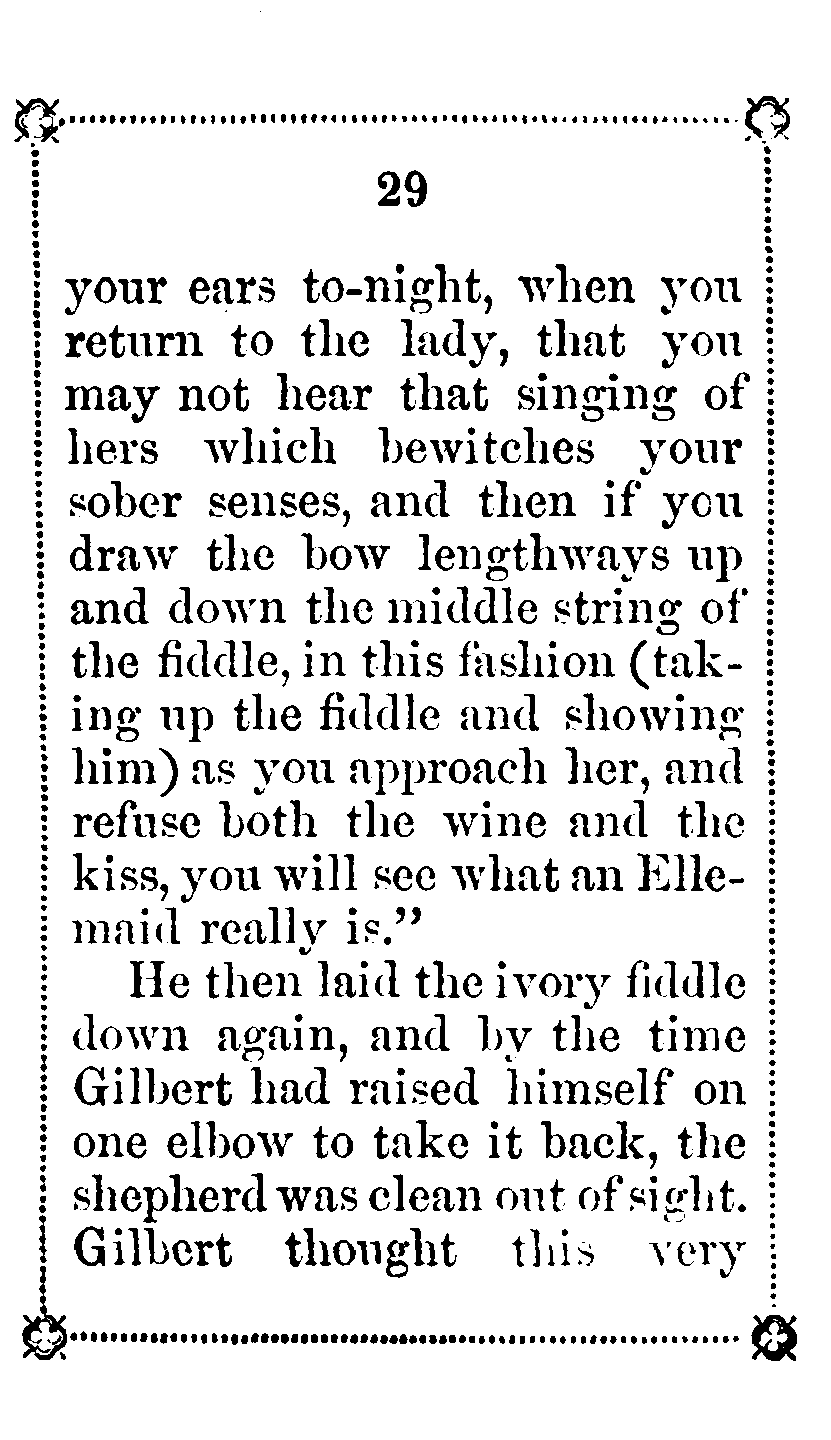 29
your ears to-night, when you
return to the lady, that you
may not hear that singing of
hers which bewitches your
sober senses, and then if you
draw the bow lengthways up
and down the middle string of
the fiddle, in this fashion (tak-
ing up the fiddle and showing
him) as you approach her, and
refuse both the wine and the
kiss, you will see what an Elle-
maid really is.”
He then laid the ivory fiddle
down again, and by the time
Gilbert had raised himself on
one elbow to take it back, the
shepherd was clean out of sight.
Gilbert thought this very